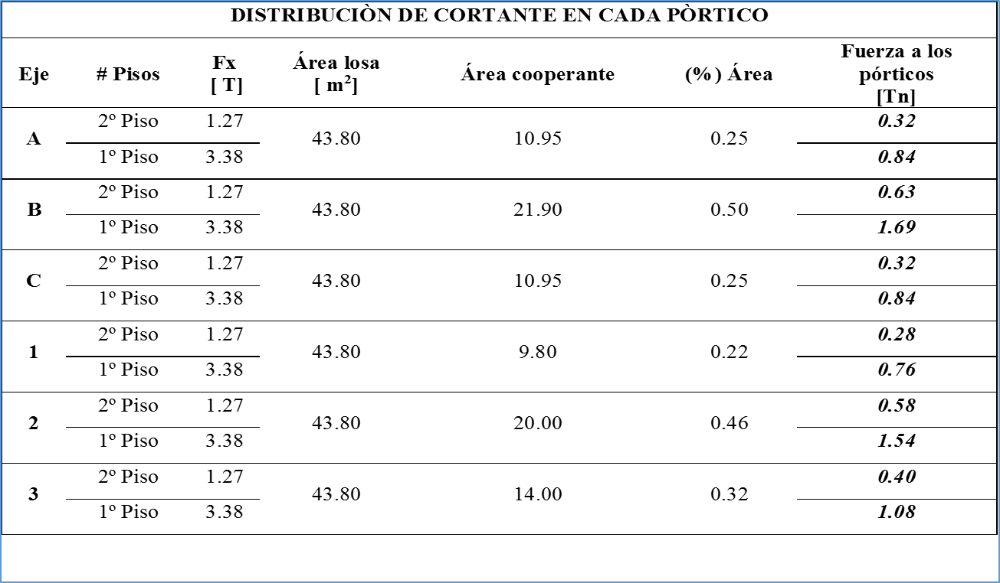 DISTRIBUCIÒN DE CORTANTE EN CADA PÒRTICO
Eje # Pisos Fx [ T] Área losa [ m²] Área cooperante (%) Área Fuerza a los pórticos [Tn]
A 2º Piso 1.27 43.80 10.95 0.25 0.32
1º Piso 3.38 0.84
B 2º Piso 1.27 43.80 21.90 0.50 0.63
1º Piso 3.38 1.69
C 2º Piso 1.27 43.80 10.95 0.25 0.32
1º Piso 3.38 0.84
1 2º Piso 1.27 43.80 9.80 0.22 0.28
1º Piso 3.38 0.76
2 2º Piso 1.27 43.80 20.00 0.46 0.58
1º Piso 3.38 1.54
3 2º Piso 1.27 43.80 14.00 0.32 0.40
1º Piso 3.38 1.08